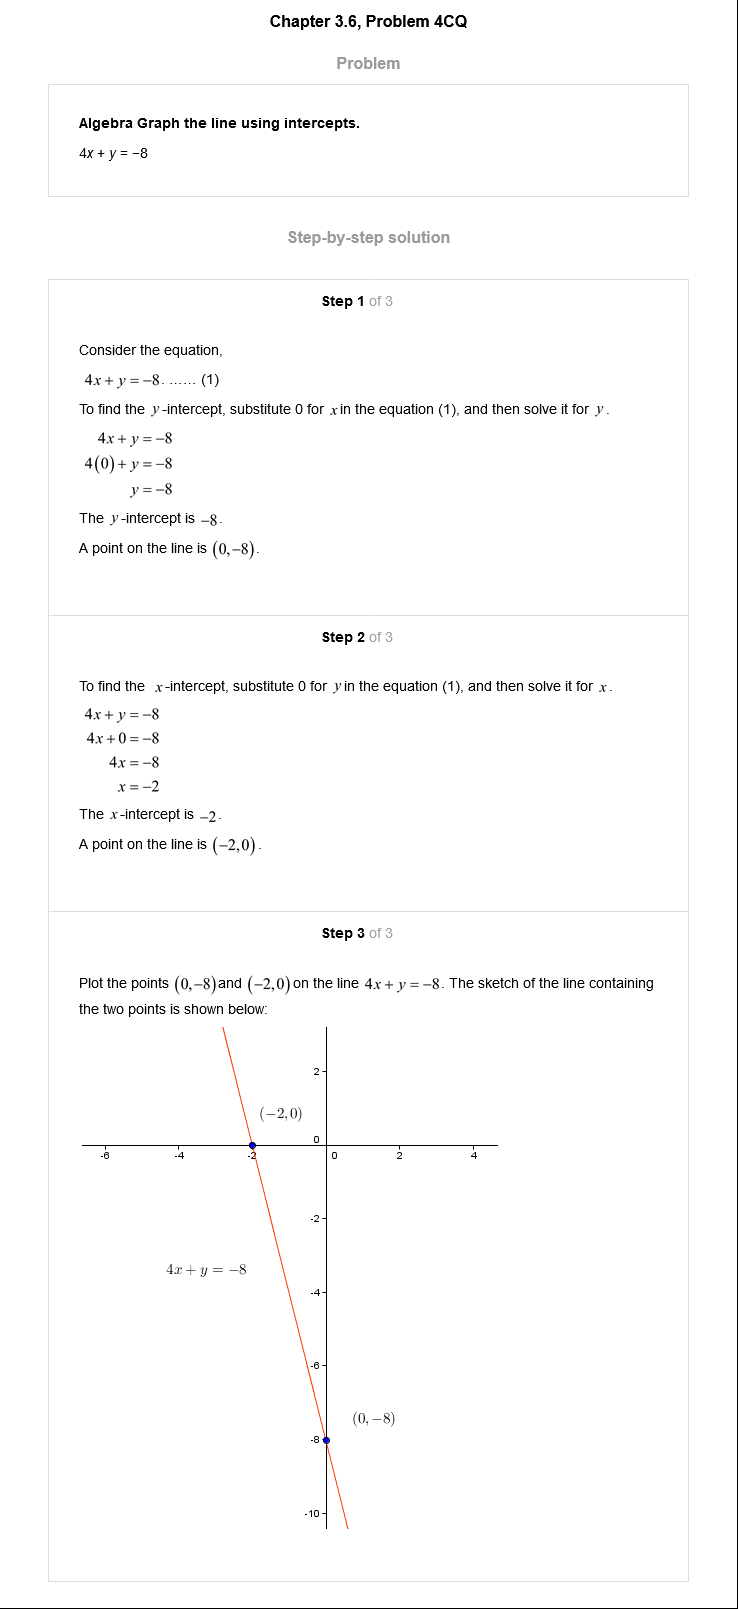 Chapter 3.6, Problem 4CQ
Problem
Algebra Graph the line using intercepts.
4x + y = −8
Step-by-step solution
Step 1 of 3
Consider the equation,
4x + y = −8. …… (1)
To find the y-intercept, substitute 0 for x in the equation (1), and then solve it for y.
4x + y = −8
4(0) + y = −8
y = −8
The y-intercept is −8.
A point on the line is (0,−8).
Step 2 of 3
To find the x-intercept, substitute 0 for y in the equation (1), and then solve it for x.
4x + y = −8
4x + 0 = −8
4x = −8
x = −2
The x-intercept is −2.
A point on the line is (−2,0).
Step 3 of 3
Plot the points (0,−8) and (−2,0) on the line 4x + y = −8. The sketch of the line containing
the two points is shown below:
2
(−2,0)
0
-6 -4 -2 0 2 4
-2
4x + y = −8
-4
-6
(0,−8)
-8
-10